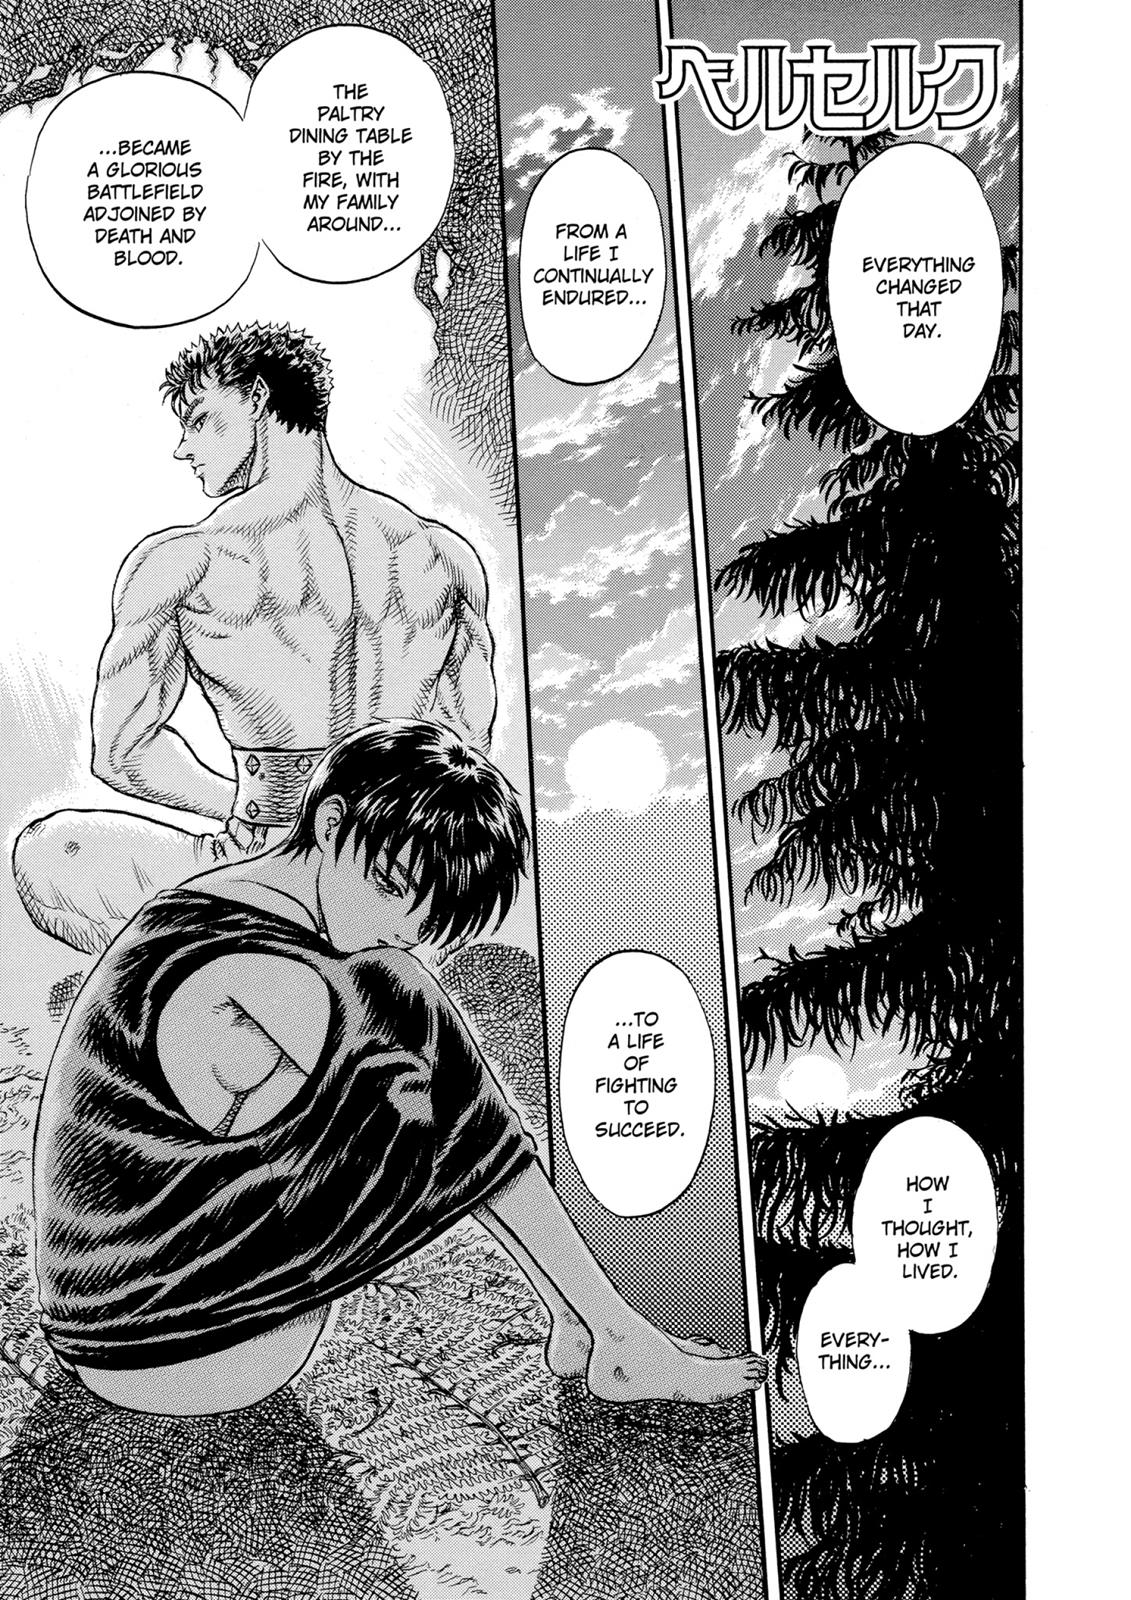 ベルセルク
EVERYTHING
CHANGED
THAT
DAY.
HOW
I
THOUGHT,
HOW I
LIVED.
EVERY-
THING...
FROM A
LIFE I
CONTINUALLY
ENDURED...
...TO
A LIFE
OF
FIGHTING
TO
SUCCEED.
THE
PALTRY
DINING TABLE
BY THE
FIRE, WITH
MY FAMILY
AROUND...
...BECAME
A GLORIOUS
BATTLEFIELD
ADJOINED BY
DEATH AND
BLOOD.